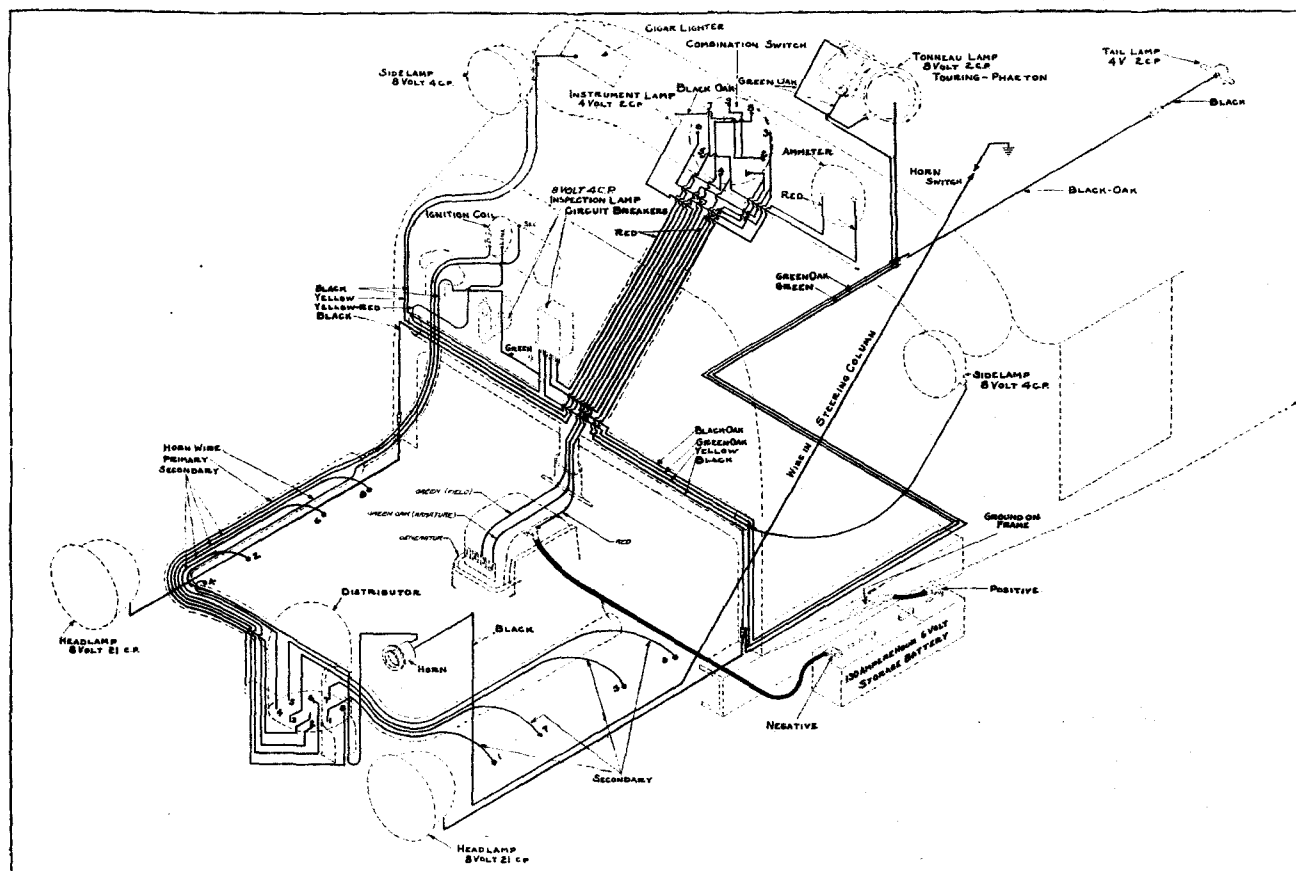 CIGAR LIGHTER
COMBINATION SWITCH
SIDELAMP
8 VOLT 4 C.P.
INSTRUMENT LAMP
4 VOLT 2 C.P.
BLACK OAK
GREEN OAK
TONNEAU LAMP
8 VOLT 2 C.P.
TOURING-PHAETON
TAIL LAMP
4V 2 C.P.
BLACK
AMMETER
HORN
SWITCH
BLACK-OAK
RED
8 VOLT 4 C.P.
INSPECTION LAMP
CIRCUIT BREAKERS
IGNITION COIL
RED
BLACK
YELLOW
YELLOW-RED
BLACK
GREEN
GREEN OAK
GREEN
SIDELAMP
8 VOLT 4 C.P.
WIRE IN STEERING COLUMN
BLACK OAK
GREEN OAK
YELLOW
BLACK
HORN WIRE
PRIMARY
SECONDARY
GREEN (FIELD)
GREEN OAK (ARMATURE)
GENERATOR
RED
GROUND ON
FRAME
POSITIVE
130 AMPERE HOUR 6 VOLT
STORAGE BATTERY
NEGATIVE
DISTRIBUTOR
BLACK
HORN
HEADLAMP
8 VOLT 21 C.P.
SECONDARY
HEADLAMP
8 VOLT 21 C.P.